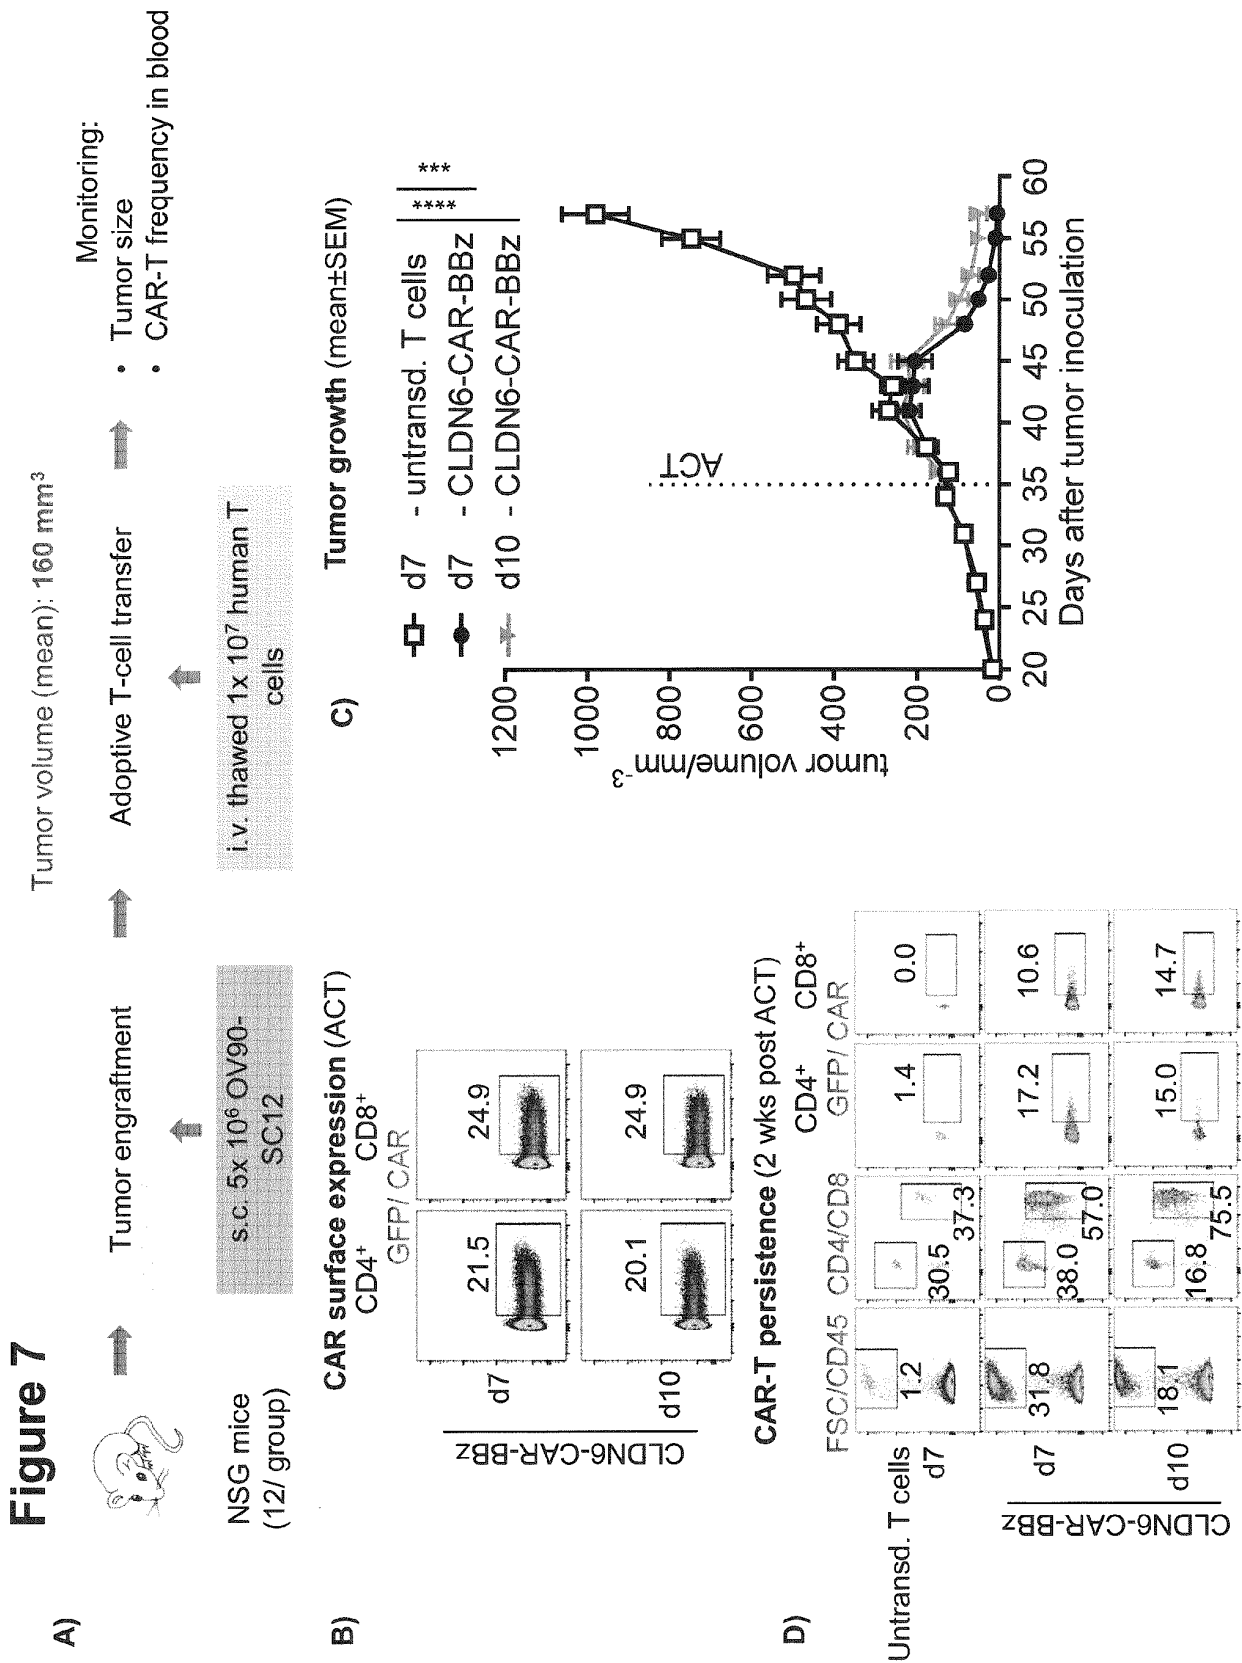 Figure 7
A)
NSG mice
(12/ group)
Tumor engraftment
s.c. 5x 10⁶ OV90-
SC12
Tumor volume (mean): 160 mm³
Adoptive T-cell transfer
i.v. thawed 1x 10⁷ human T
cells
Monitoring:
• Tumor size
• CAR-T frequency in blood
B)
CAR surface expression (ACT)
CD4⁺ CD8⁺
GFP/ CAR
CLDN6-CAR-BBz
d7
21.5 24.9
d10
20.1 24.9
C)
Tumor growth (mean±SEM)
d7 - untransd. T cells
d7 - CLDN6-CAR-BBz
d10 - CLDN6-CAR-BBz
**** ***
tumor volume/mm⁻³
1200
1000
800
600
400
200
0
ACT
20 25 30 35 40 45 50 55 60
Days after tumor inoculation
D)
CAR-T persistence (2 wks post ACT)
CD4⁺ CD8⁺
FSC/CD45 CD4/CD8 GFP/ CAR
Untransd. T cells
d7
1.2 30.5 37.3 1.4 0.0
CLDN6-CAR-BBz
d7
31.8 38.0 57.0 17.2 10.6
d10
18.1 16.8 75.5 15.0 14.7